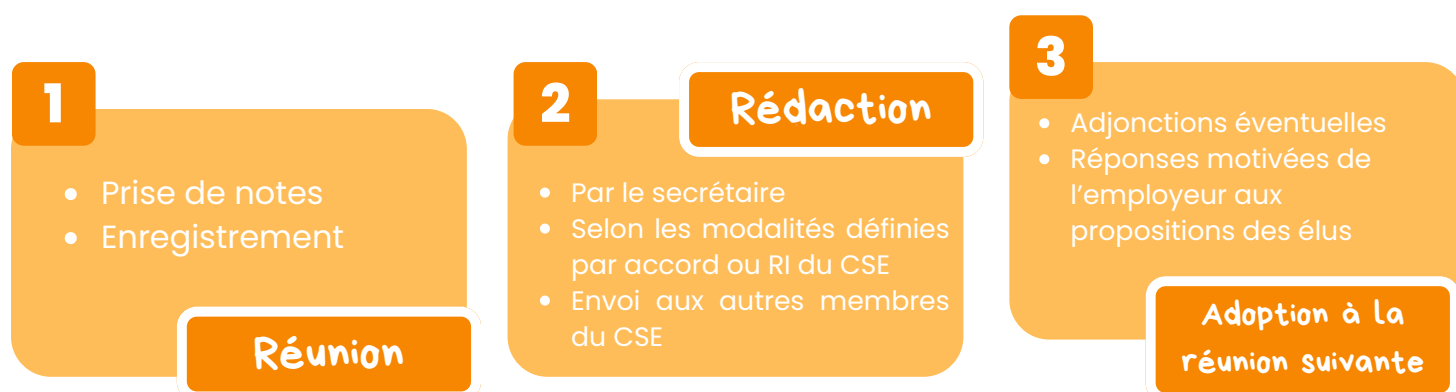 1
• Prise de notes
• Enregistrement
Réunion
2
Rédaction
• Par le secrétaire
• Selon les modalités définies
par accord ou RI du CSE
• Envoi aux autres membres
du CSE
3
• Adjonctions éventuelles
• Réponses motivées de
l’employeur aux
propositions des élus
Adoption à la
réunion suivante